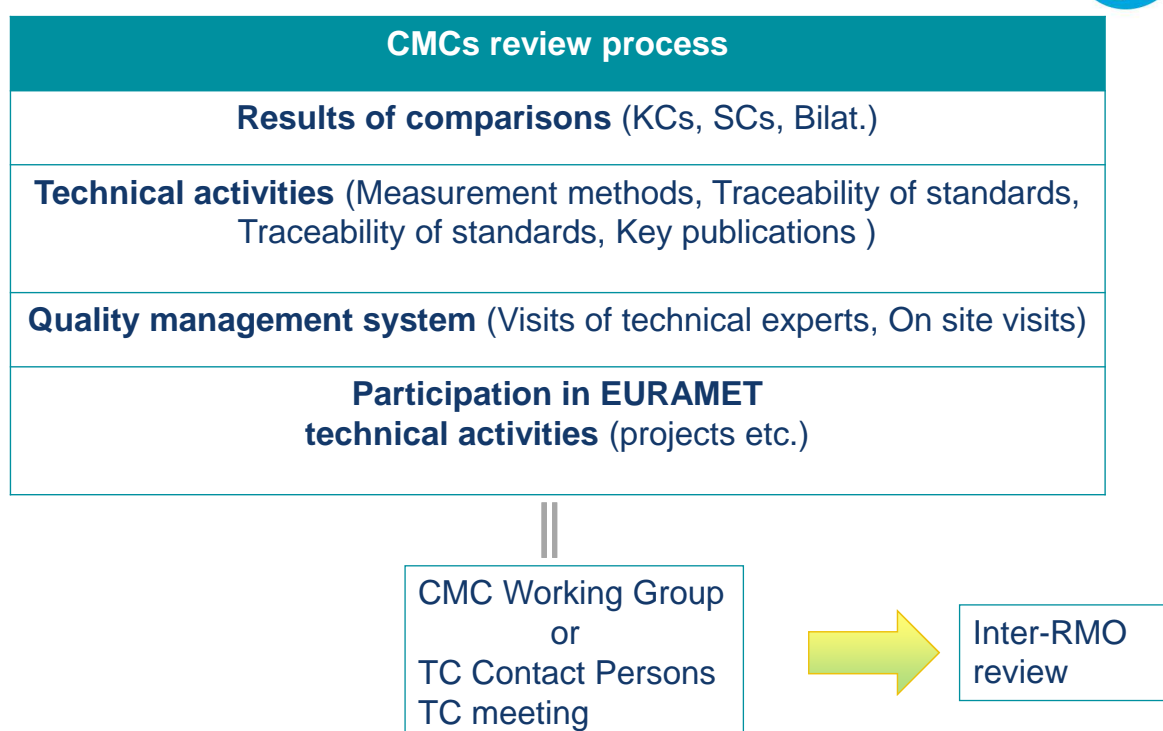 CMCs review process
Results of comparisons (KCs, SCs, Bilat.)
Technical activities (Measurement methods, Traceability of standards,
Traceability of standards, Key publications )
Quality management system (Visits of technical experts, On site visits)
Participation in EURAMET
technical activities (projects etc.)
CMC Working Group
or
TC Contact Persons
TC meeting
Inter-RMO
review